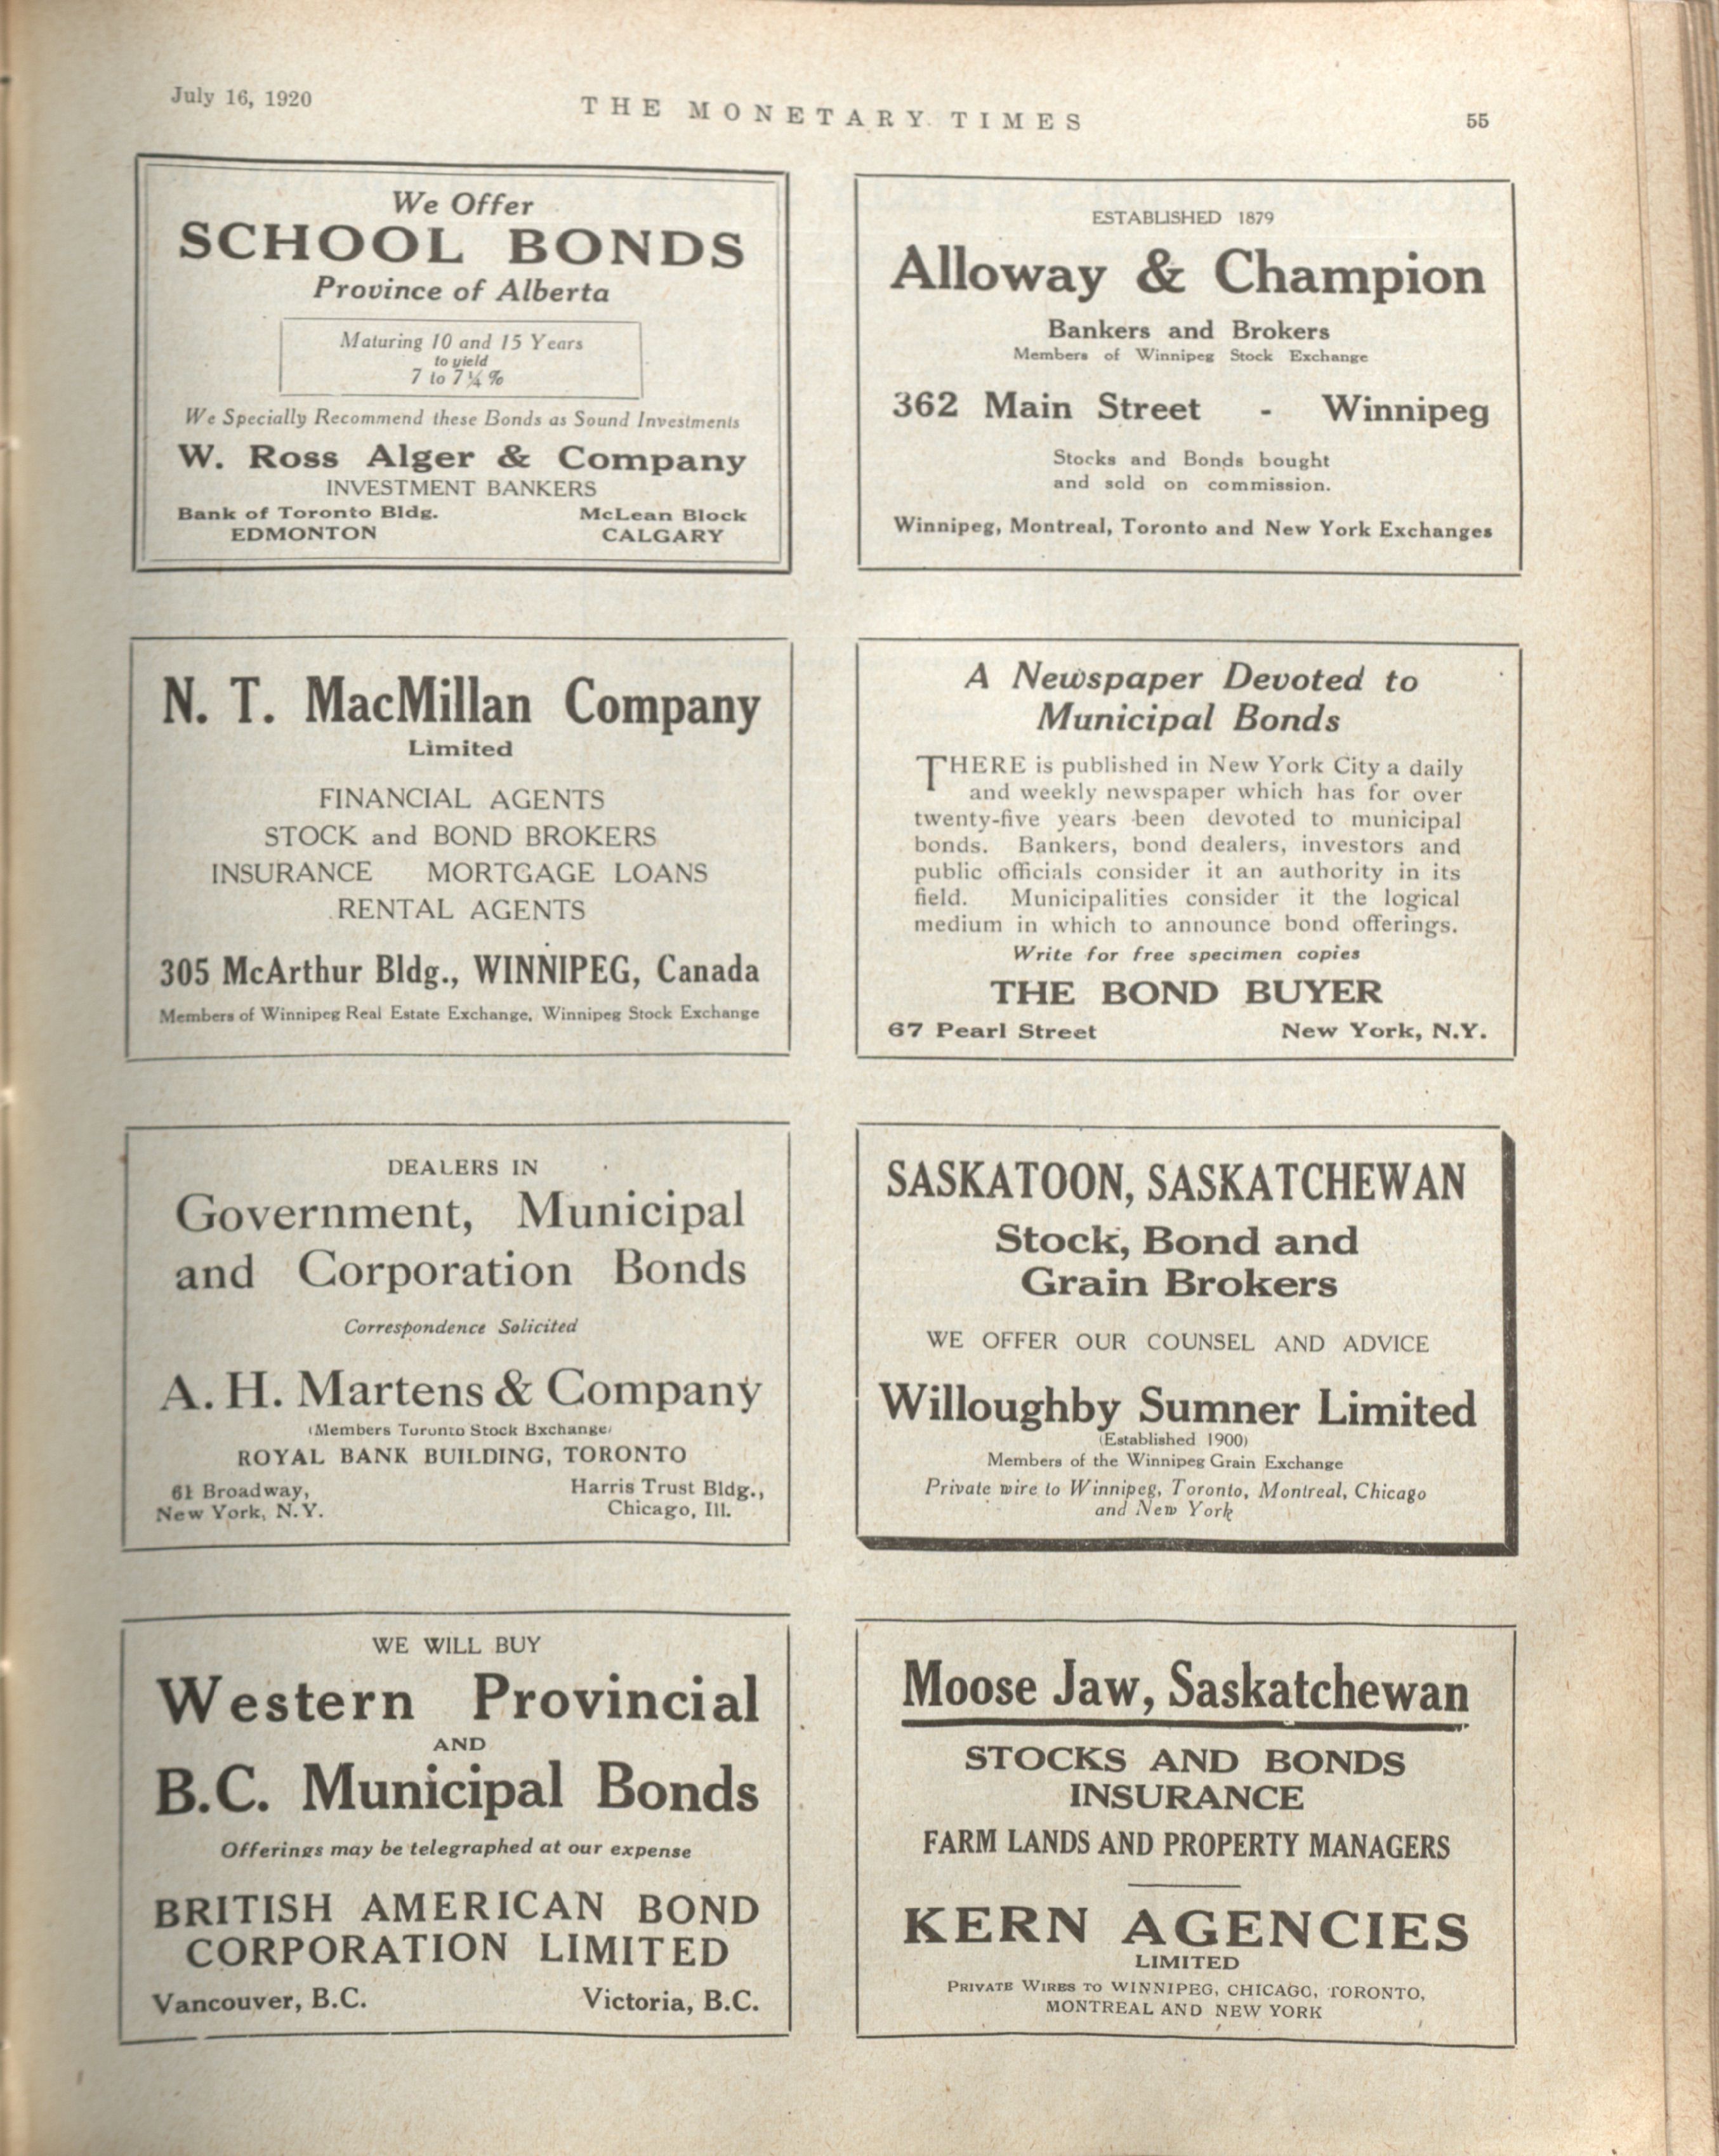 July 16, 1920
THE MONETARY TIMES
55
We Offer
SCHOOL BONDS
Province of Alberta
Maturing 10 and 15 Years
to yield
7 to 7¼%
We Specially Recommend these Bonds as Sound Investments
W. Ross Alger & Company
INVESTMENT BANKERS
Bank of Toronto Bldg. McLean Block
EDMONTON CALGARY
ESTABLISHED 1879
Alloway & Champion
Bankers and Brokers
Members of Winnipeg Stock Exchange
362 Main Street - Winnipeg
Stocks and Bonds bought
and sold on commission.
Winnipeg, Montreal, Toronto and New York Exchanges
N. T. MacMillan Company
Limited
FINANCIAL AGENTS
STOCK and BOND BROKERS
INSURANCE MORTGAGE LOANS
RENTAL AGENTS
305 McArthur Bldg., WINNIPEG, Canada
Members of Winnipeg Real Estate Exchange, Winnipeg Stock Exchange
A Newspaper Devoted to
Municipal Bonds
THERE is published in New York City a daily
and weekly newspaper which has for over
twenty-five years been devoted to municipal
bonds. Bankers, bond dealers, investors and
public officials consider it an authority in its
field. Municipalities consider it the logical
medium in which to announce bond offerings.
Write for free specimen copies
THE BOND BUYER
67 Pearl Street New York, N.Y.
DEALERS IN
Government, Municipal
and Corporation Bonds
Correspondence Solicited
A. H. Martens & Company
(Members Toronto Stock Exchange)
ROYAL BANK BUILDING, TORONTO
61 Broadway, Harris Trust Bldg.,
New York, N.Y. Chicago, Ill.
SASKATOON, SASKATCHEWAN
Stock, Bond and
Grain Brokers
WE OFFER OUR COUNSEL AND ADVICE
Willoughby Sumner Limited
(Established 1900)
Members of the Winnipeg Grain Exchange
Private wire to Winnipeg, Toronto, Montreal, Chicago
and New York
WE WILL BUY
Western Provincial
AND
B.C. Municipal Bonds
Offerings may be telegraphed at our expense
BRITISH AMERICAN BOND
CORPORATION LIMITED
Vancouver, B.C. Victoria, B.C.
Moose Jaw, Saskatchewan
STOCKS AND BONDS
INSURANCE
FARM LANDS AND PROPERTY MANAGERS
KERN AGENCIES
LIMITED
PRIVATE WIRES TO WINNIPEG, CHICAGO, TORONTO,
MONTREAL AND NEW YORK